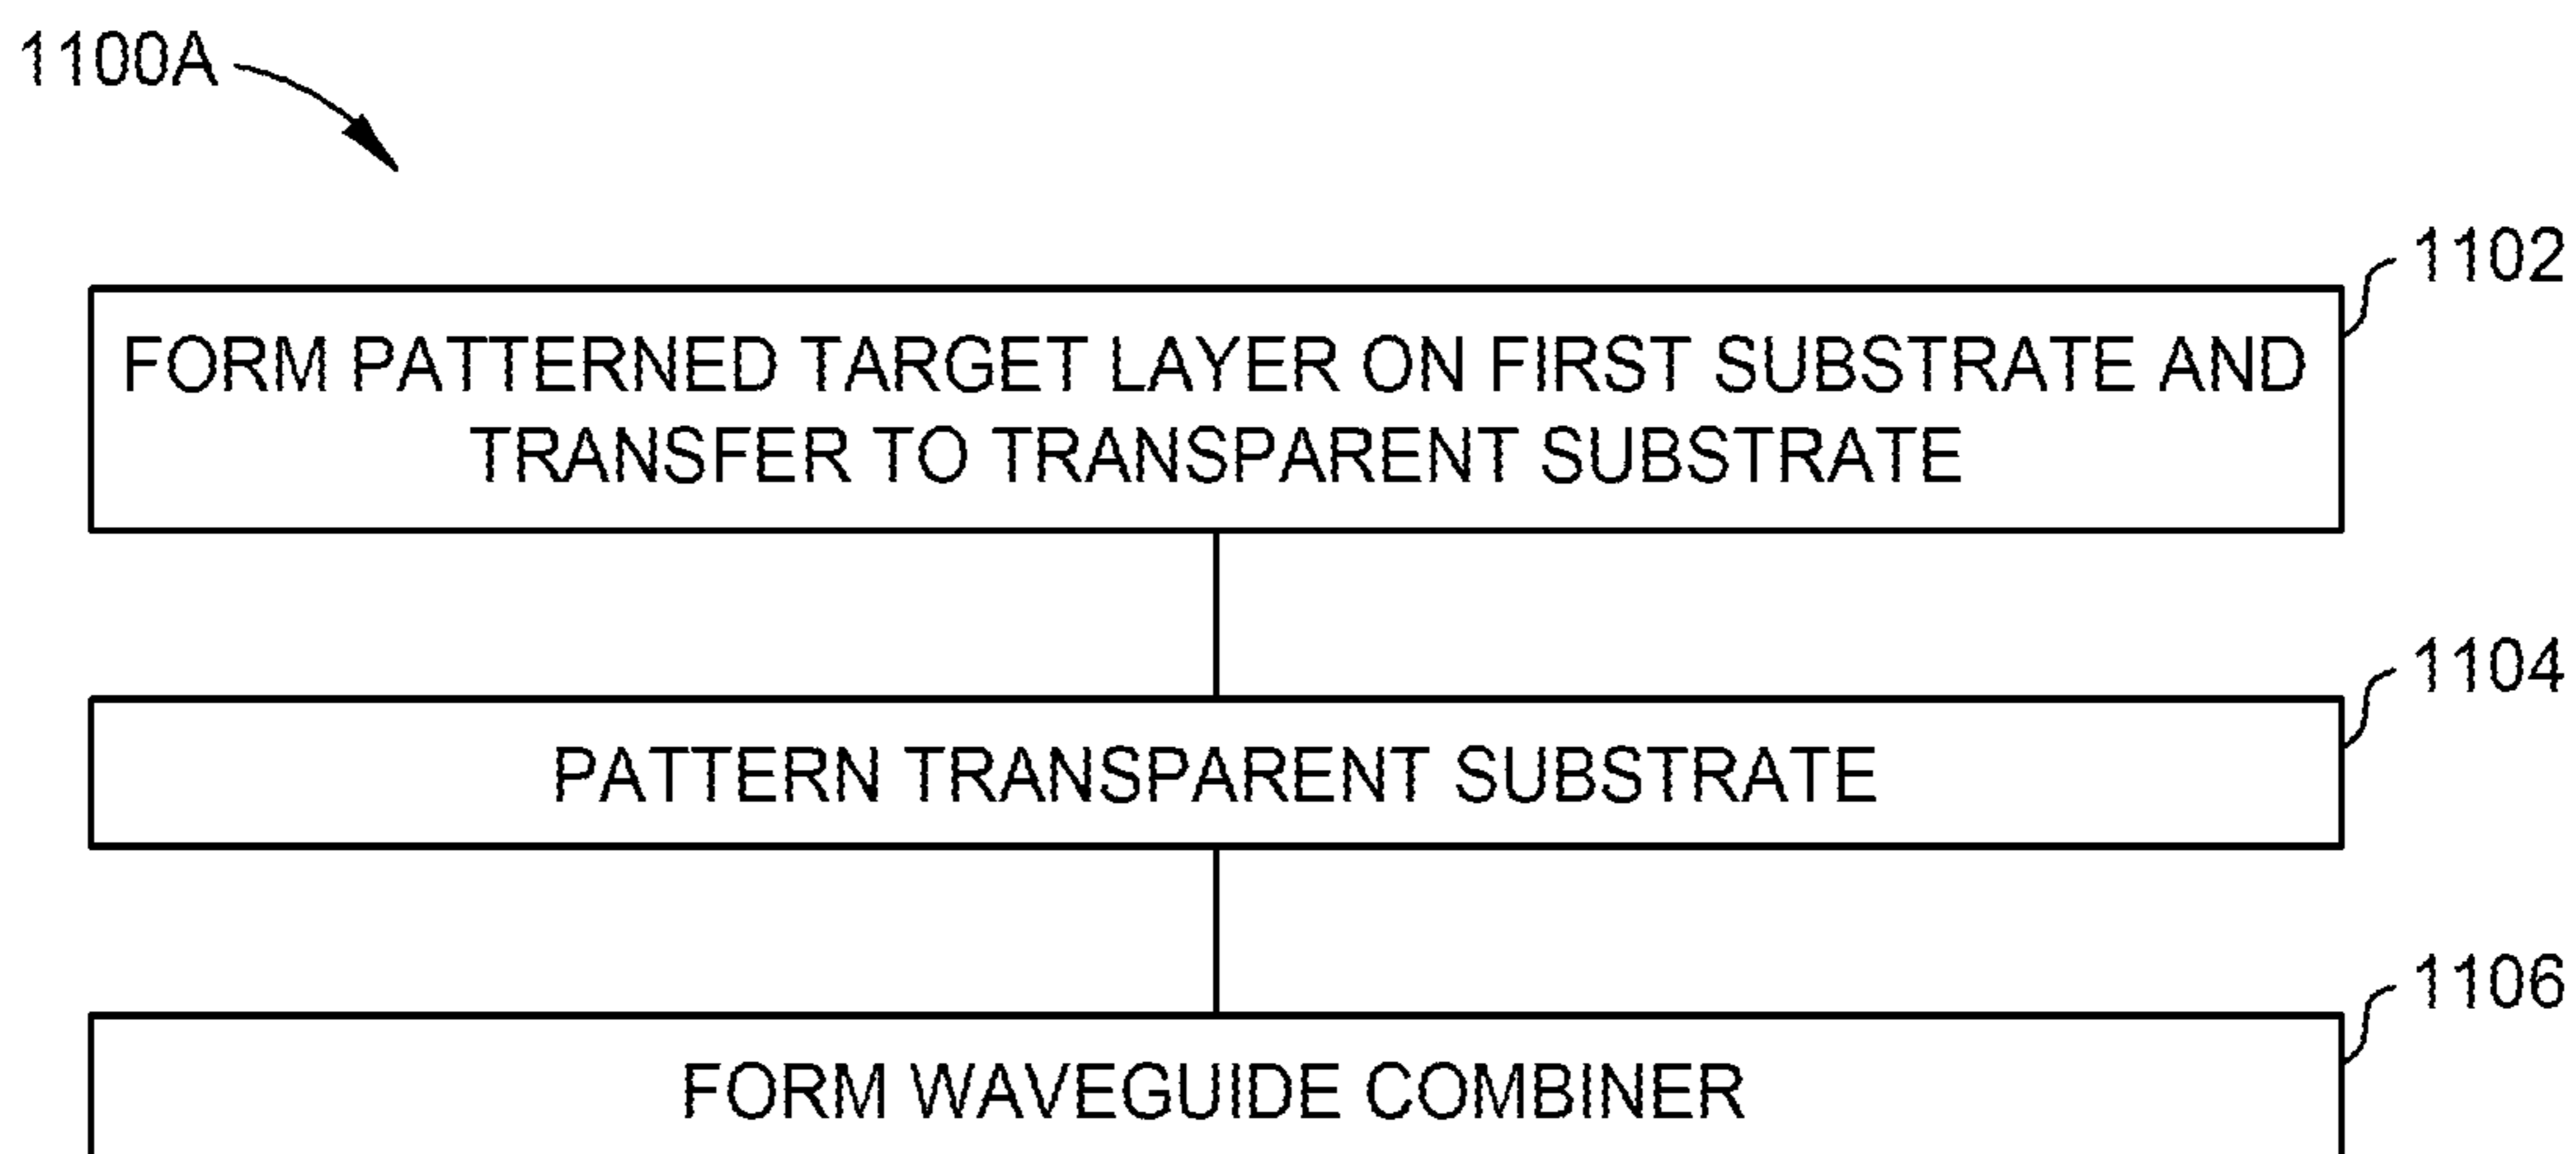 1100A
1102
FORM PATTERNED TARGET LAYER ON FIRST SUBSTRATE AND
TRANSFER TO TRANSPARENT SUBSTRATE
1104
PATTERN TRANSPARENT SUBSTRATE
1106
FORM WAVEGUIDE COMBINER